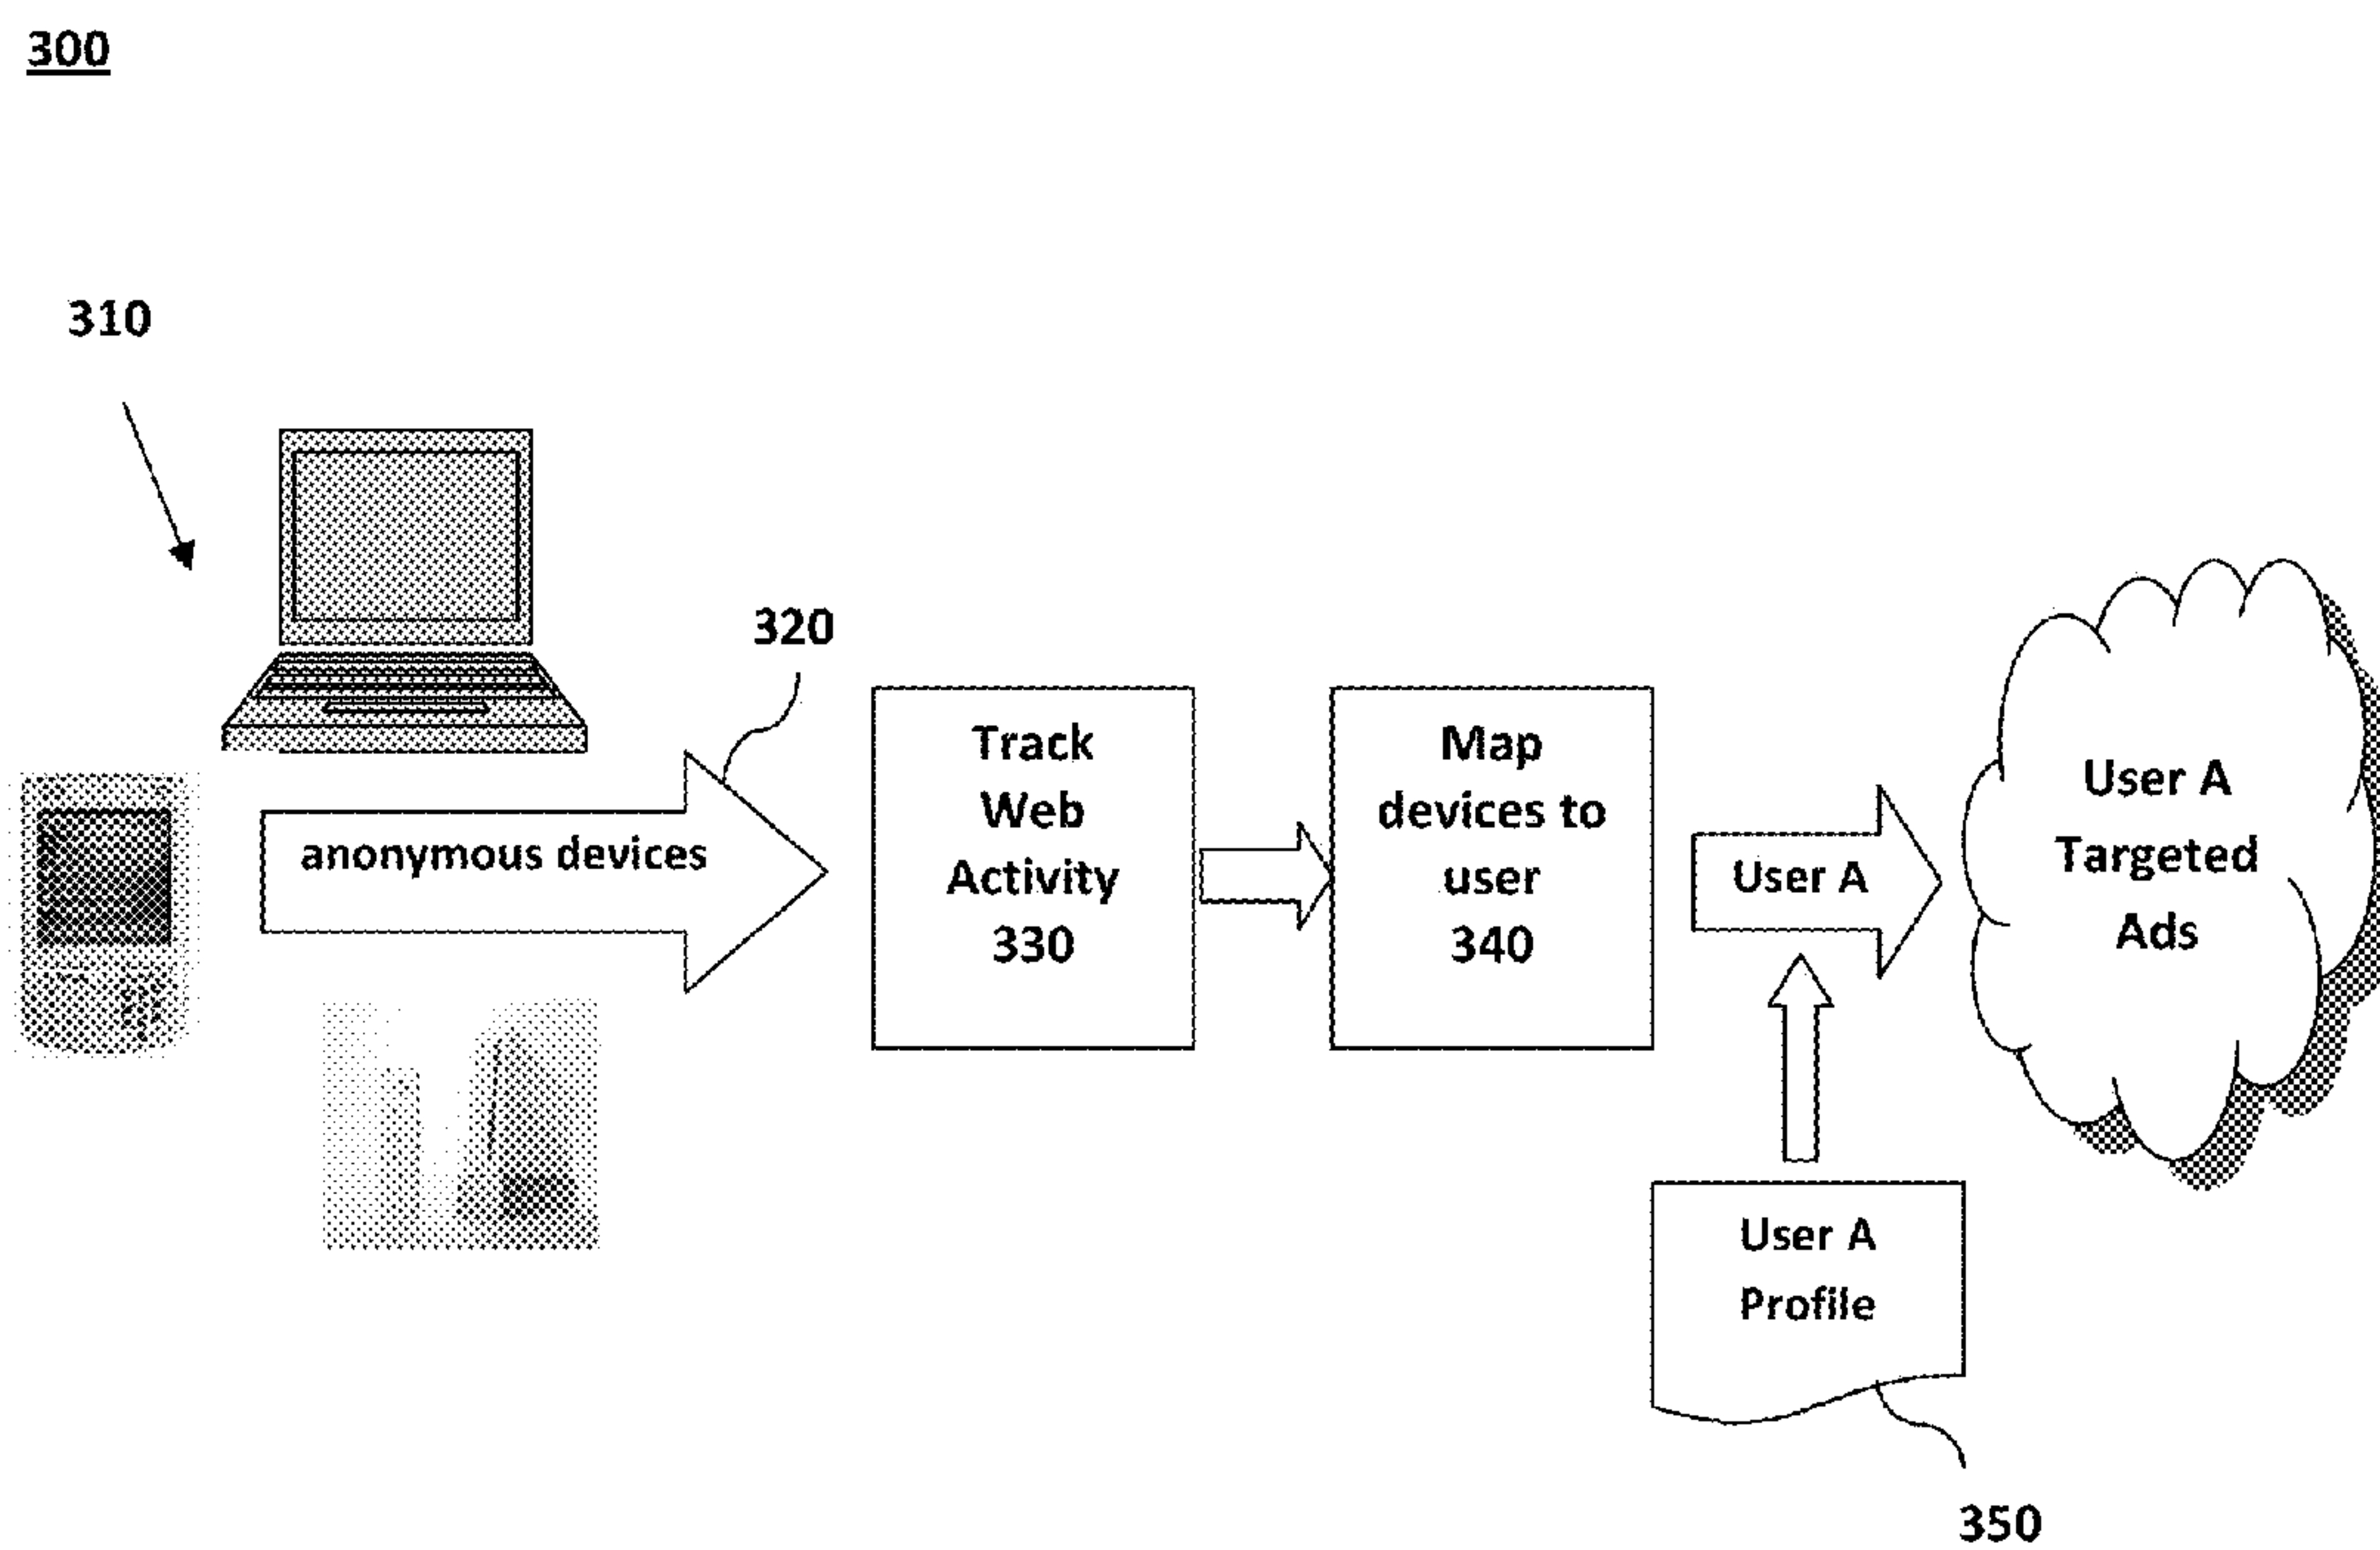 300
310
320
anonymous devices
Track
Web
Activity
330
Map
devices to
user
340
User A
User A
Targeted
Ads
User A
Profile
350